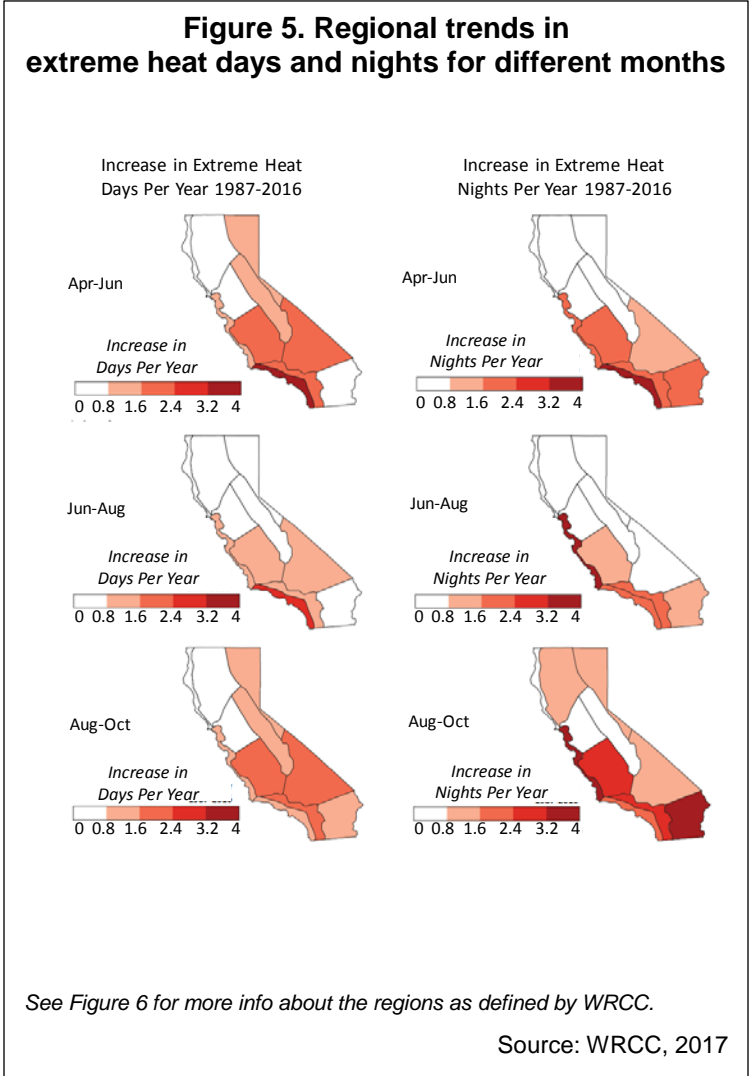 Figure 5. Regional trends in
extreme heat days and nights for different months
Increase in Extreme Heat
Days Per Year 1987-2016
Increase in Extreme Heat
Nights Per Year 1987-2016
Apr-Jun
Increase in
Days Per Year
0 0.8 1.6 2.4 3.2 4
Apr-Jun
Increase in
Nights Per Year
0 0.8 1.6 2.4 3.2 4
Jun-Aug
Increase in
Days Per Year
0 0.8 1.6 2.4 3.2 4
Jun-Aug
Increase in
Nights Per Year
0 0.8 1.6 2.4 3.2 4
Aug-Oct
Increase in
Days Per Year
0 0.8 1.6 2.4 3.2 4
Aug-Oct
Increase in
Nights Per Year
0 0.8 1.6 2.4 3.2 4
See Figure 6 for more info about the regions as defined by WRCC.
Source: WRCC, 2017